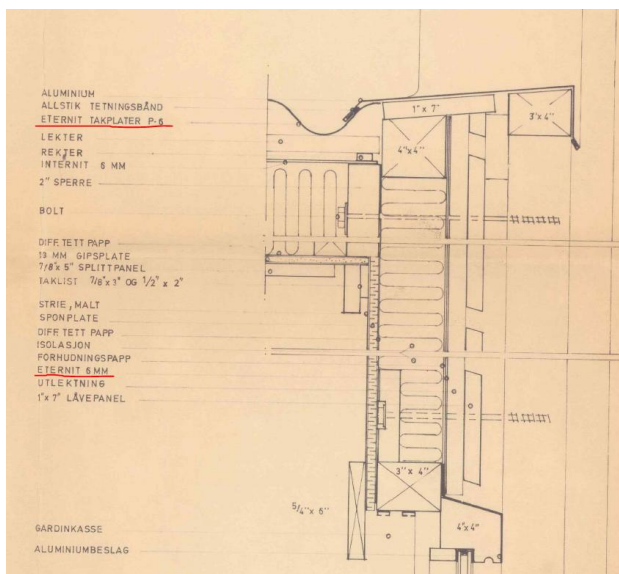 ALUMINIUM
ALLSTIK TETNINGSBÅND
ETERNIT TAKPLATER P-6
LEKTER
REKTER
INTERNIT 6 MM
2" SPERRE
BOLT
DIFF. TETT PAPP
13 MM GIPSPLATE
7/8"x 5" SPLITTPANEL
TAKLIST 7/8"x 3" OG 1/2" x 2"
STRIE, MALT
SPONPLATE
DIFF. TETT PAPP
ISOLASJON
FORHUDNINGSPAPP
ETERNIT 6 MM
UTLEKTNING
1"x 7" LÅVEPANEL
GARDINKASSE
ALUMINIUMBESLAG
1" x 7"
3"x 4"
4"x4"
3" x 4"
5/4"x 6"
4"x 4"